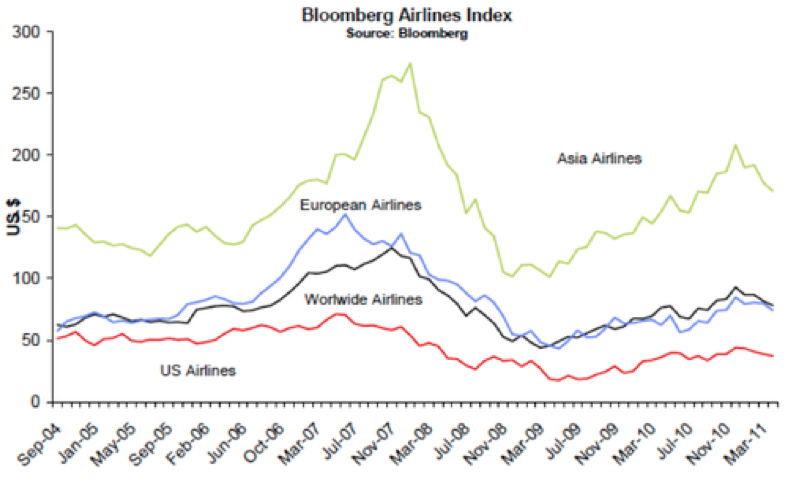 Bloomberg Airlines Index
Source: Bloomberg
300
250
200
150
100
50
0
US $
Asia Airlines
European Airlines
Worlwide Airlines
US Airlines
Sep-04
Jan-05
May-05
Sep-05
Feb-06
Jun-06
Oct-06
Mar-07
Jul-07
Nov-07
Mar-08
Jul-08
Nov-08
Mar-09
Jul-09
Nov-09
Mar-10
Jul-10
Nov-10
Mar-11